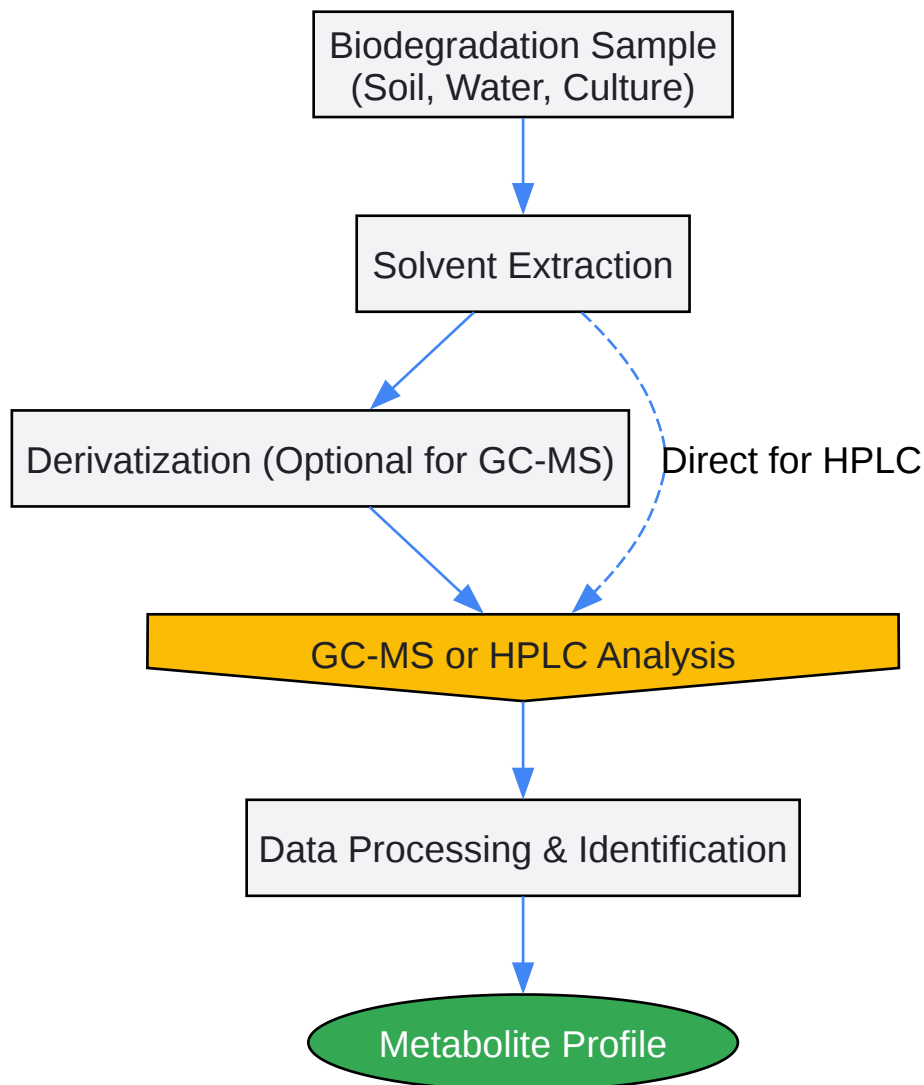 Biodegradation Sample
(Soil, Water, Culture)
Solvent Extraction
Derivatization (Optional for GC-MS)
Direct for HPLC
GC-MS or HPLC Analysis
Data Processing & Identification
Metabolite Profile